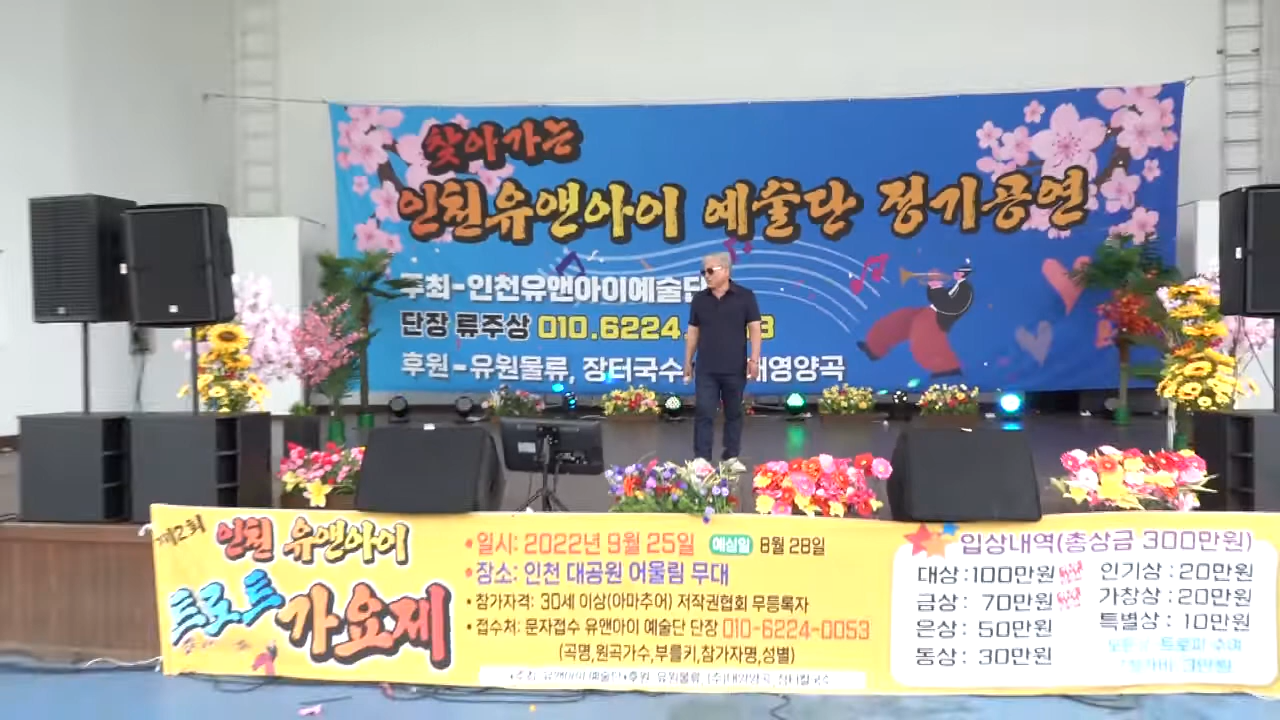 찾아가는
인천유앤아이 예술단 정기공연
주최-인천유앤아이예술단
단장 류주상 010.6224.
후원-유원물류, 장터국수,
대영양곡
제2회 인천 유앤아이
트로트 가요제
•일시: 2022년 9월 25일 예심일 8월 28일
•장소: 인천 대공원 어울림 무대
•참가자격: 30세 이상(아마추어) 저작권협회 무등록자
•접수처: 문자접수 유앤아이 예술단 단장 010-6224-0053
(곡명,원곡가수,부를키,참가자명,성별)
입상내역(총상금 300만원)
대상:100만원
금상: 70만원
은상: 50만원
동상: 30만원
인기상:20만원
가창상:20만원
특별상: 10만원